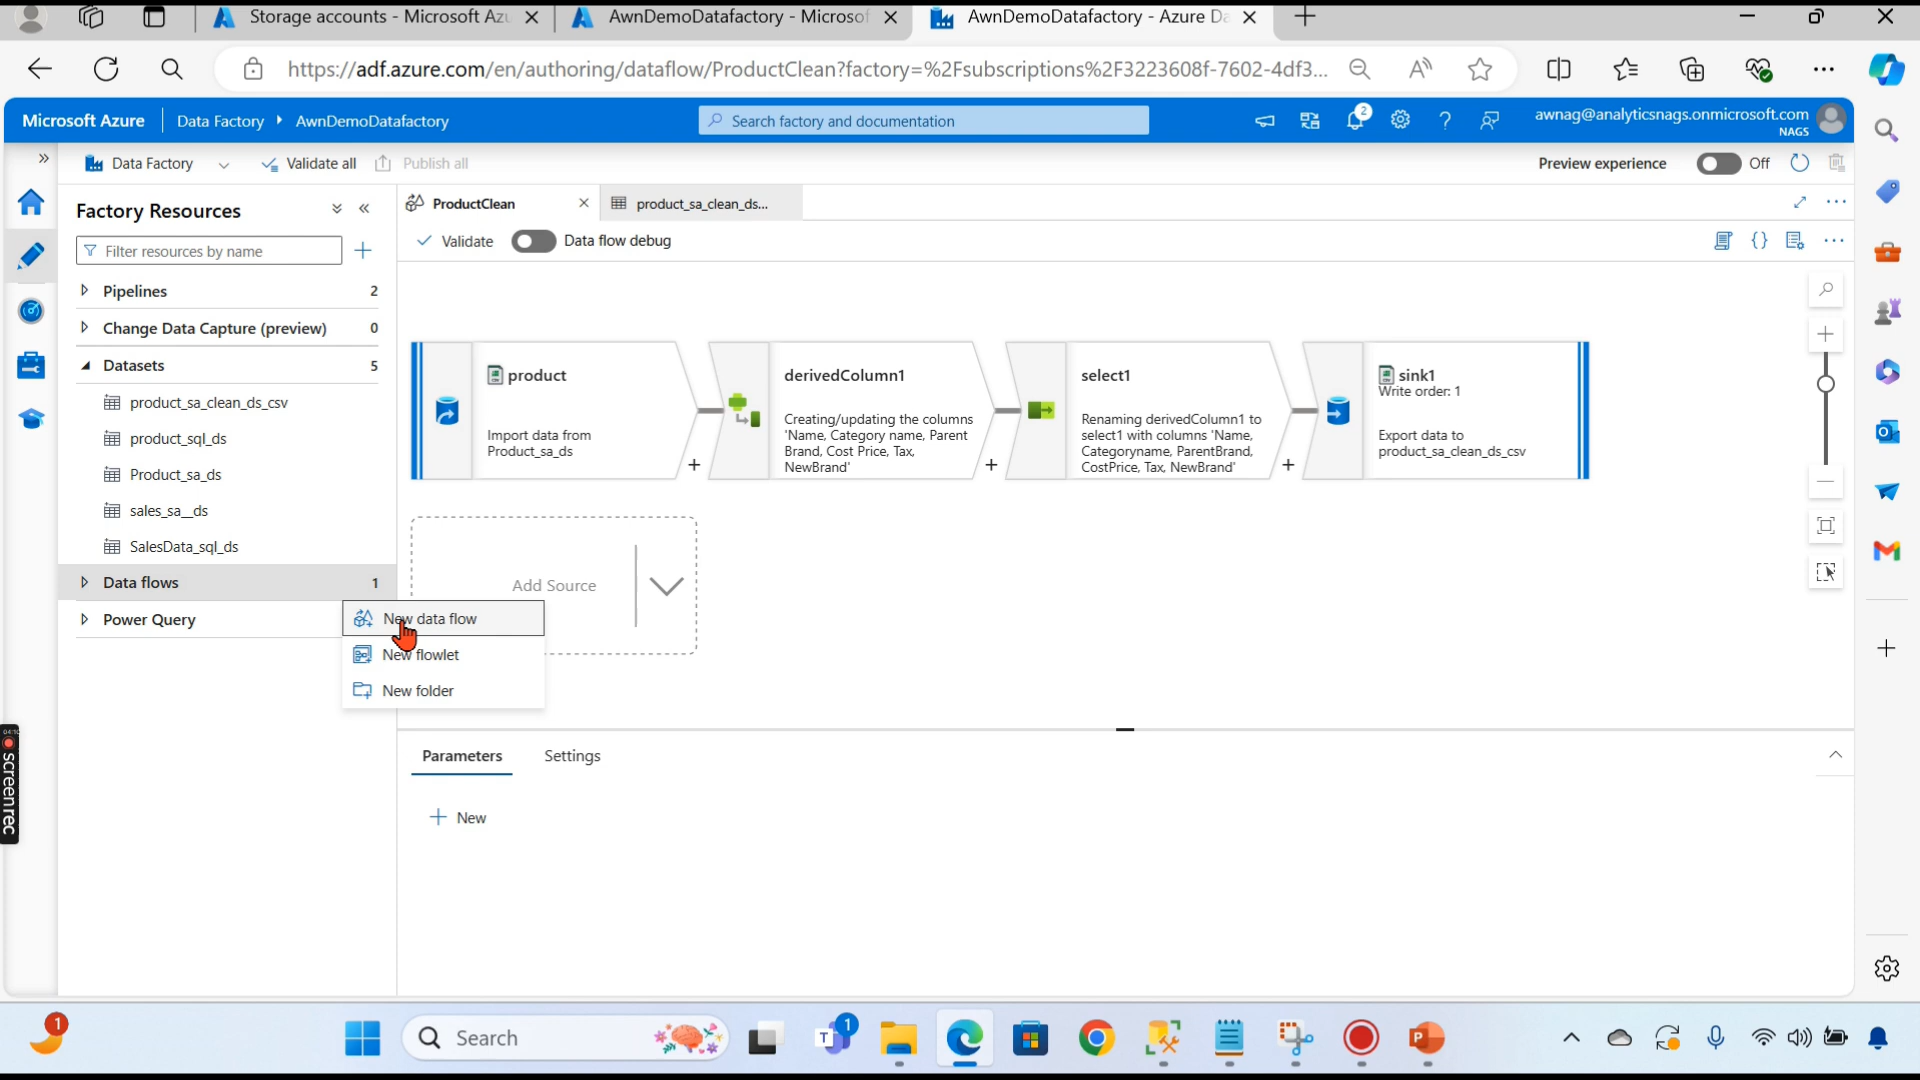 Storage accounts - Microsoft Azu
AwnDemoDatafactory - Microsof
AwnDemoDatafactory - Azure Da
https://adf.azure.com/en/authoring/dataflow/ProductClean?factory=%2Fsubscriptions%2F3223608f-7602-4df3...
Microsoft Azure
Data Factory
AwnDemoDatafactory
Search factory and documentation
2
awnag@analyticsnags.onmicrosoft.com
NAGS
Data Factory
Validate all
Publish all
Preview experience
Off
Factory Resources
ProductClean
product_sa_clean_ds...
Filter resources by name
Validate
Data flow debug
Pipelines 2
Change Data Capture (preview) 0
Datasets 5
product_sa_clean_ds_csv
product_sql_ds
Product_sa_ds
sales_sa__ds
SalesData_sql_ds
Data flows 1
Power Query
New data flow
New flowlet
New folder
product
Import data from
Product_sa_ds
derivedColumn1
Creating/updating the columns
'Name, Category name, Parent
Brand, Cost Price, Tax,
NewBrand'
select1
Renaming derivedColumn1 to
select1 with columns 'Name,
Categoryname, ParentBrand,
CostPrice, Tax, NewBrand'
sink1
Write order: 1
Export data to
product_sa_clean_ds_csv
Add Source
Parameters
Settings
New
screenrec
1
Search
1